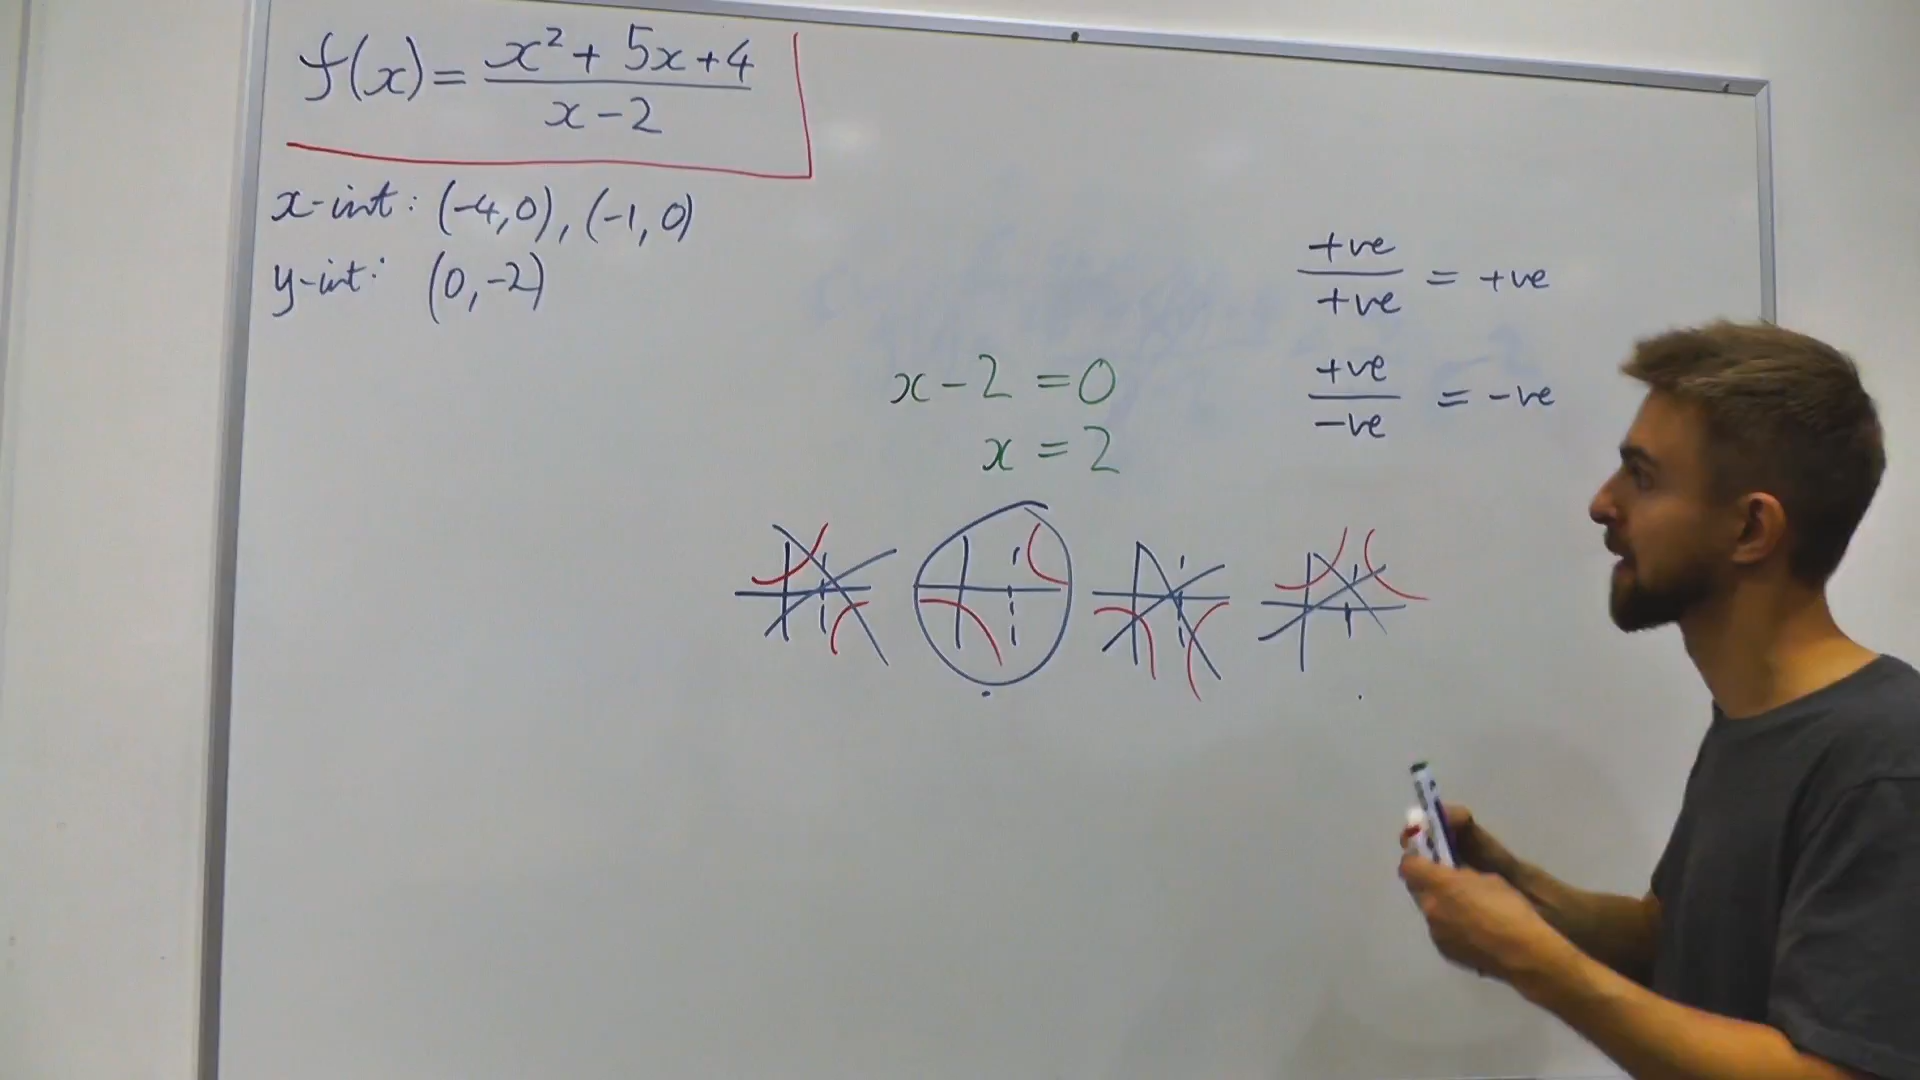 f(x) = x² + 5x + 4 / x - 2
x-int: (-4, 0), (-1, 0)
y-int: (0, -2)
x - 2 = 0
x = 2
+ve / +ve = +ve
+ve / -ve = -ve